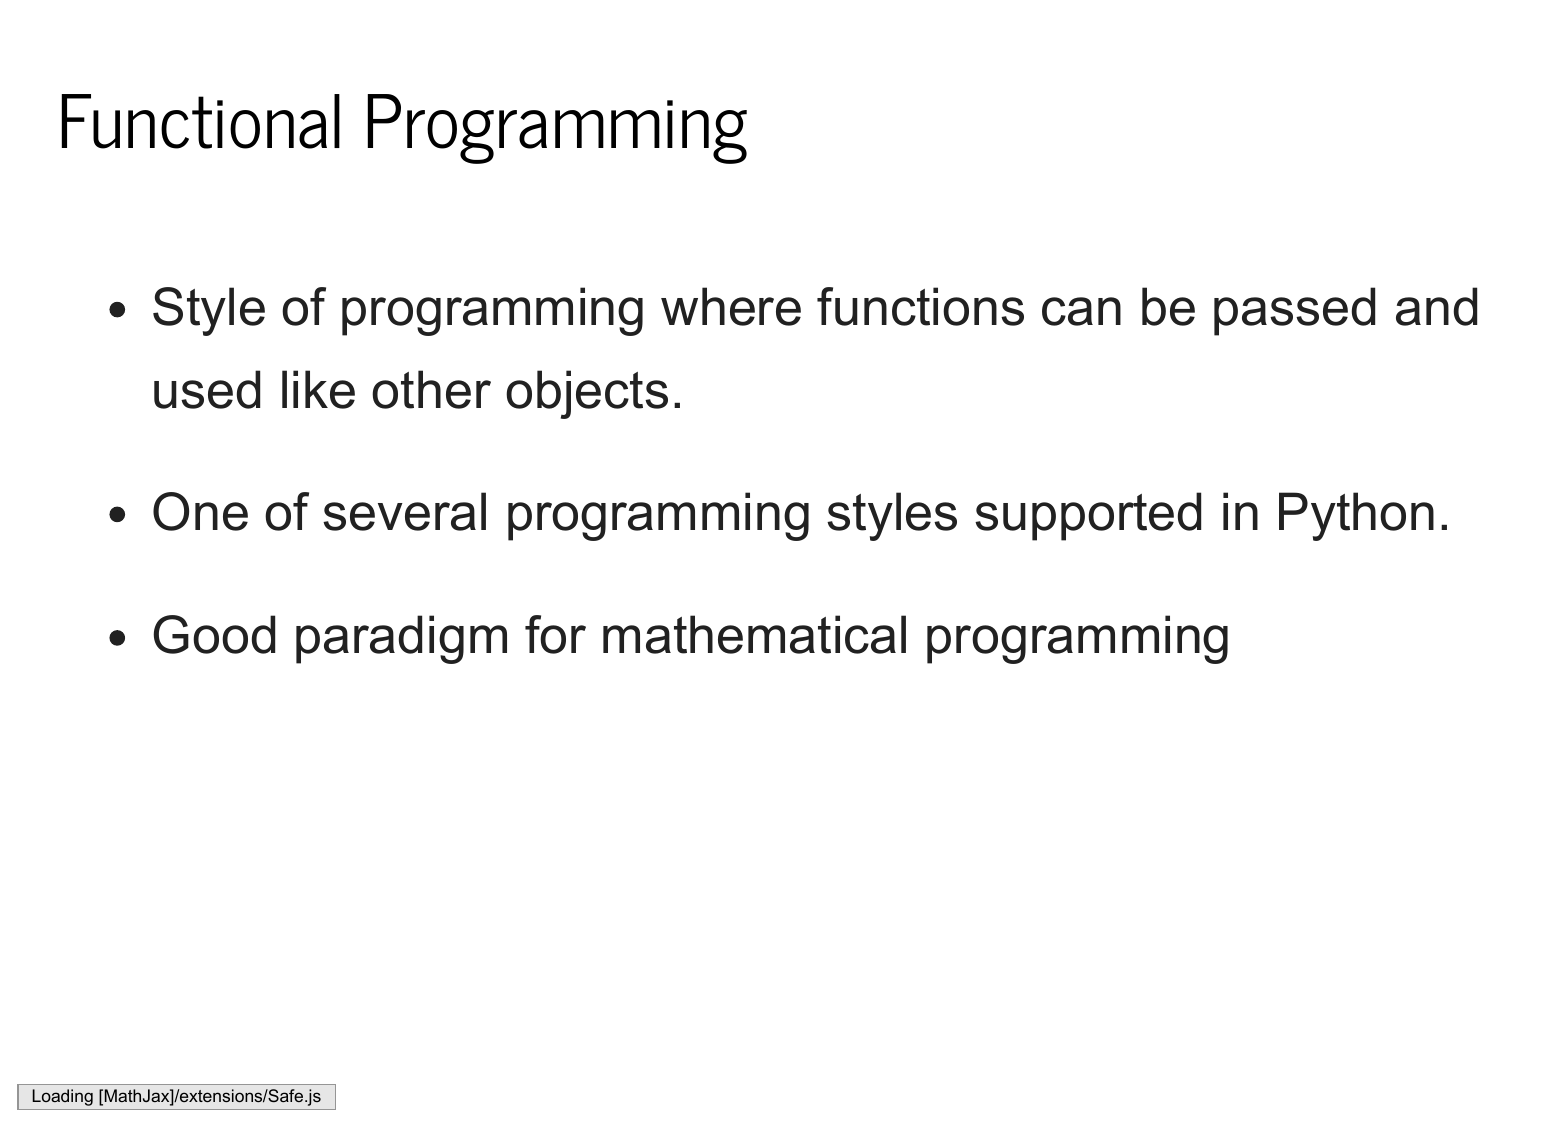 Functional Programming
• Style of programming where functions can be passed and
used like other objects.
• One of several programming styles supported in Python.
• Good paradigm for mathematical programming
Loading [MathJax]/extensions/Safe.js